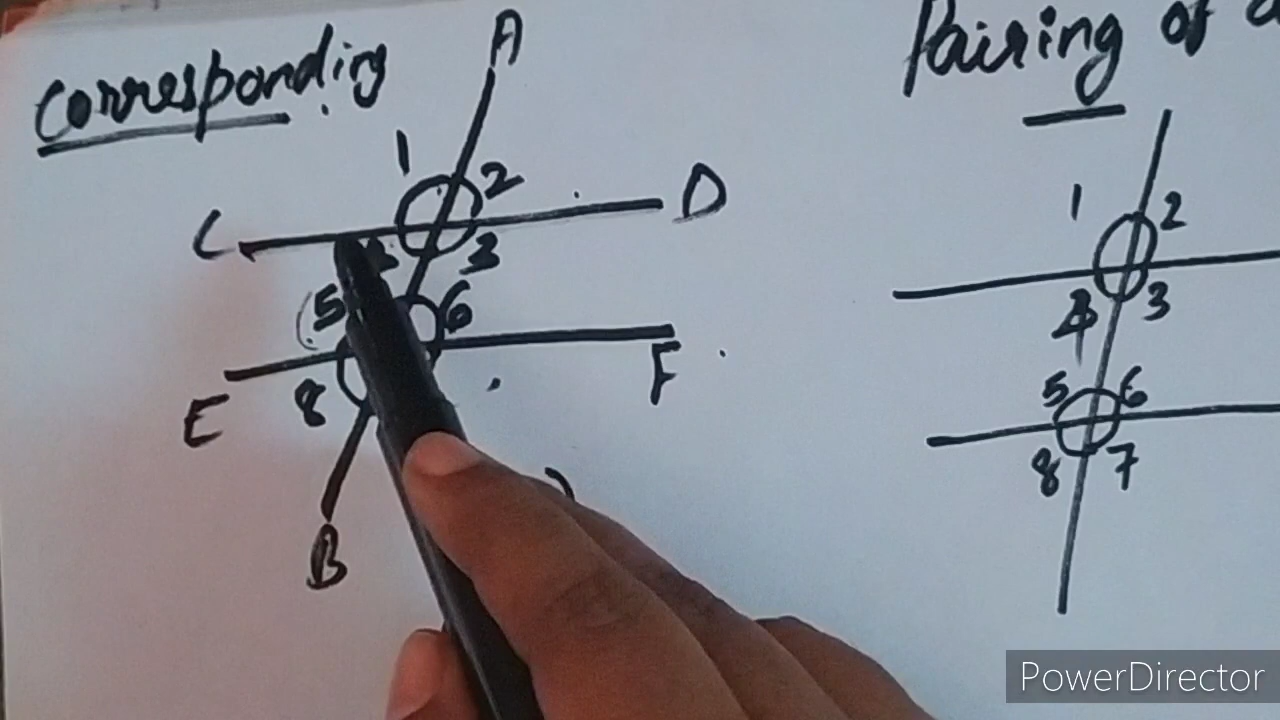 Corresponding
A
1 2
C D
3
5 6
E F
8
B
Pairing of
1 2
4 3
5 6
8 7
PowerDirector